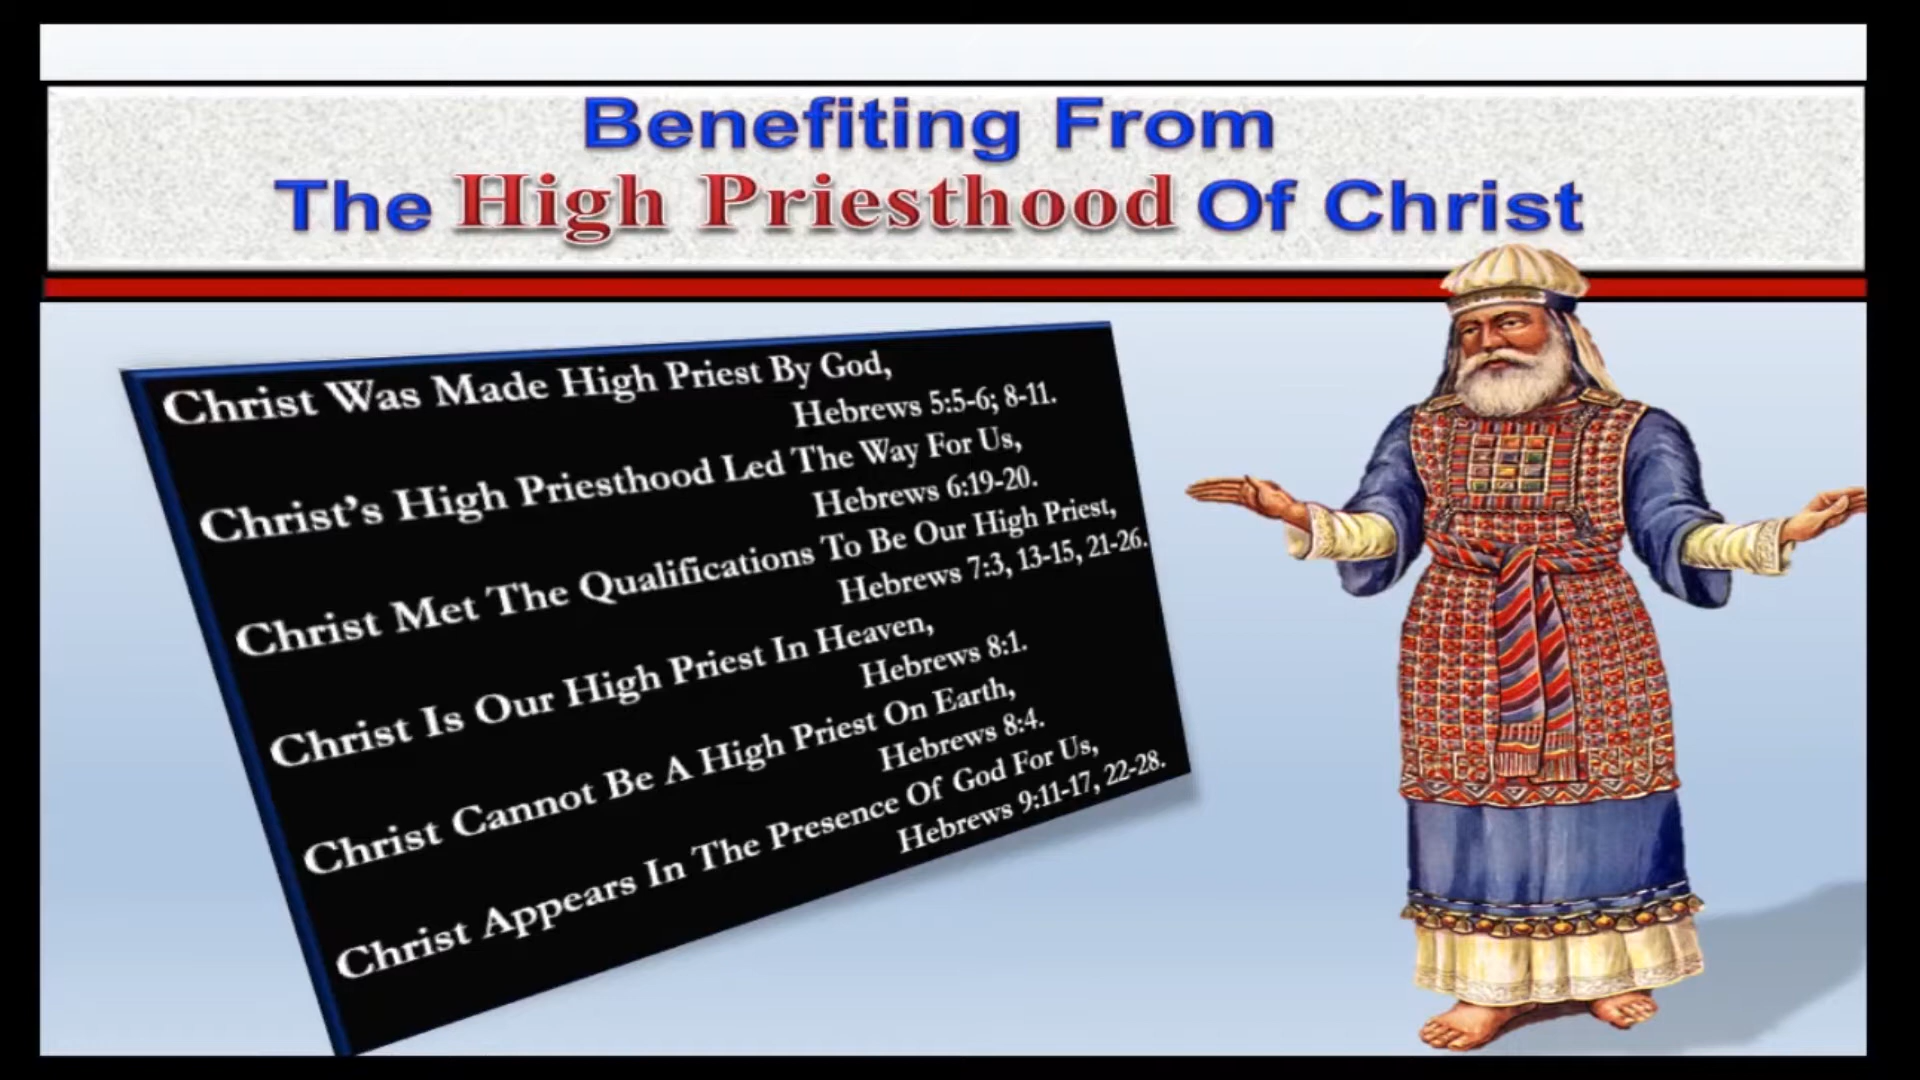 Benefiting From
The High Priesthood Of Christ
Christ Was Made High Priest By God,
Hebrews 5:5-6; 8-11.
Christ's High Priesthood Led The Way For Us,
Hebrews 6:19-20.
Christ Met The Qualifications To Be Our High Priest,
Hebrews 7:3, 13-15, 21-26.
Christ Is Our High Priest In Heaven,
Hebrews 8:1.
Christ Cannot Be A High Priest On Earth,
Hebrews 8:4.
Christ Appears In The Presence Of God For Us,
Hebrews 9:11-17, 22-28.